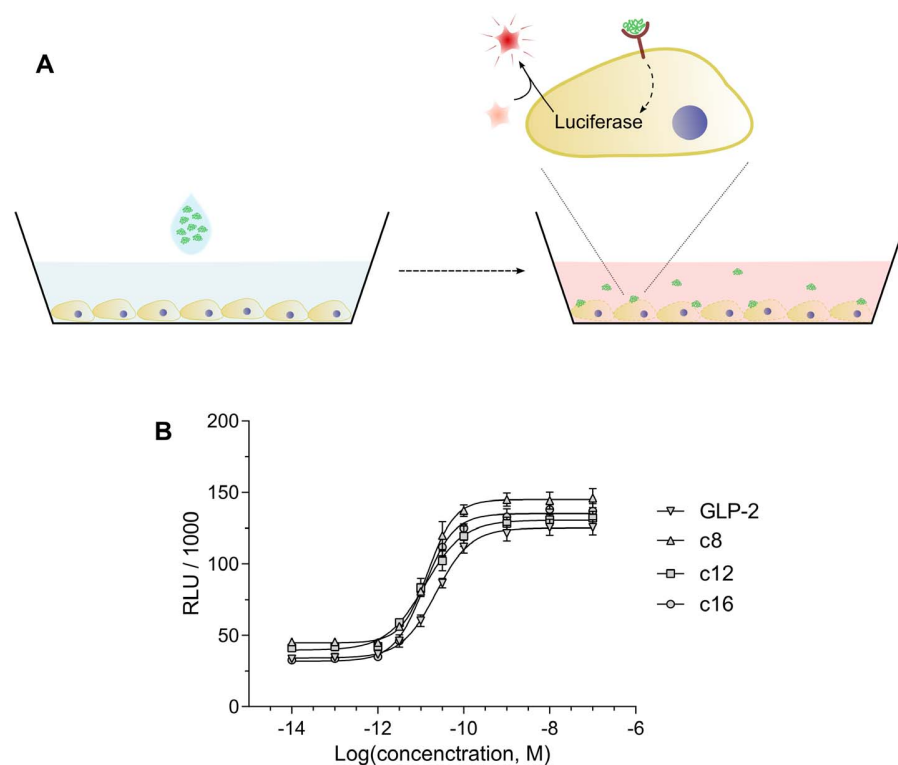 A
Luciferase
B
200
150
100
50
0
RLU / 1000
-14
-12
-10
-8
-6
Log(concenctration, M)
GLP-2
c8
c12
c16